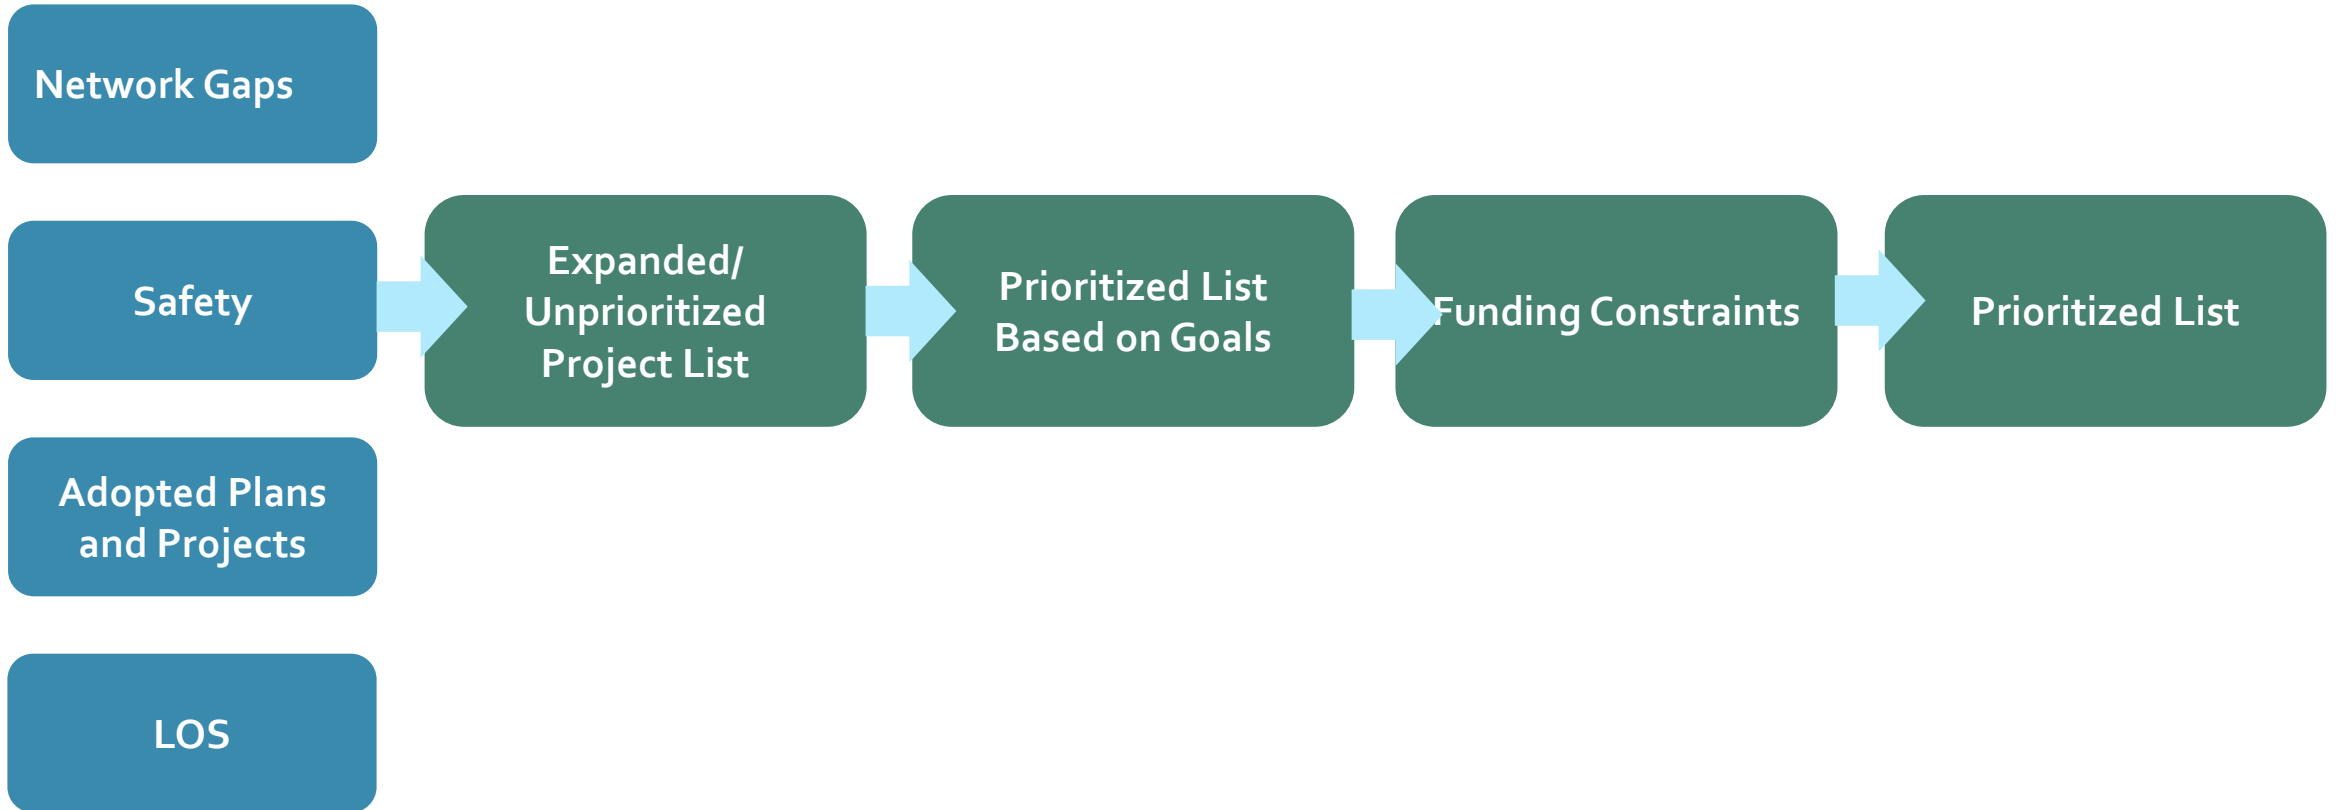 Network Gaps
Safety
Adopted Plans
and Projects
LOS
Expanded/
Unprioritized
Project List
Prioritized List
Based on Goals
Funding Constraints
Prioritized List